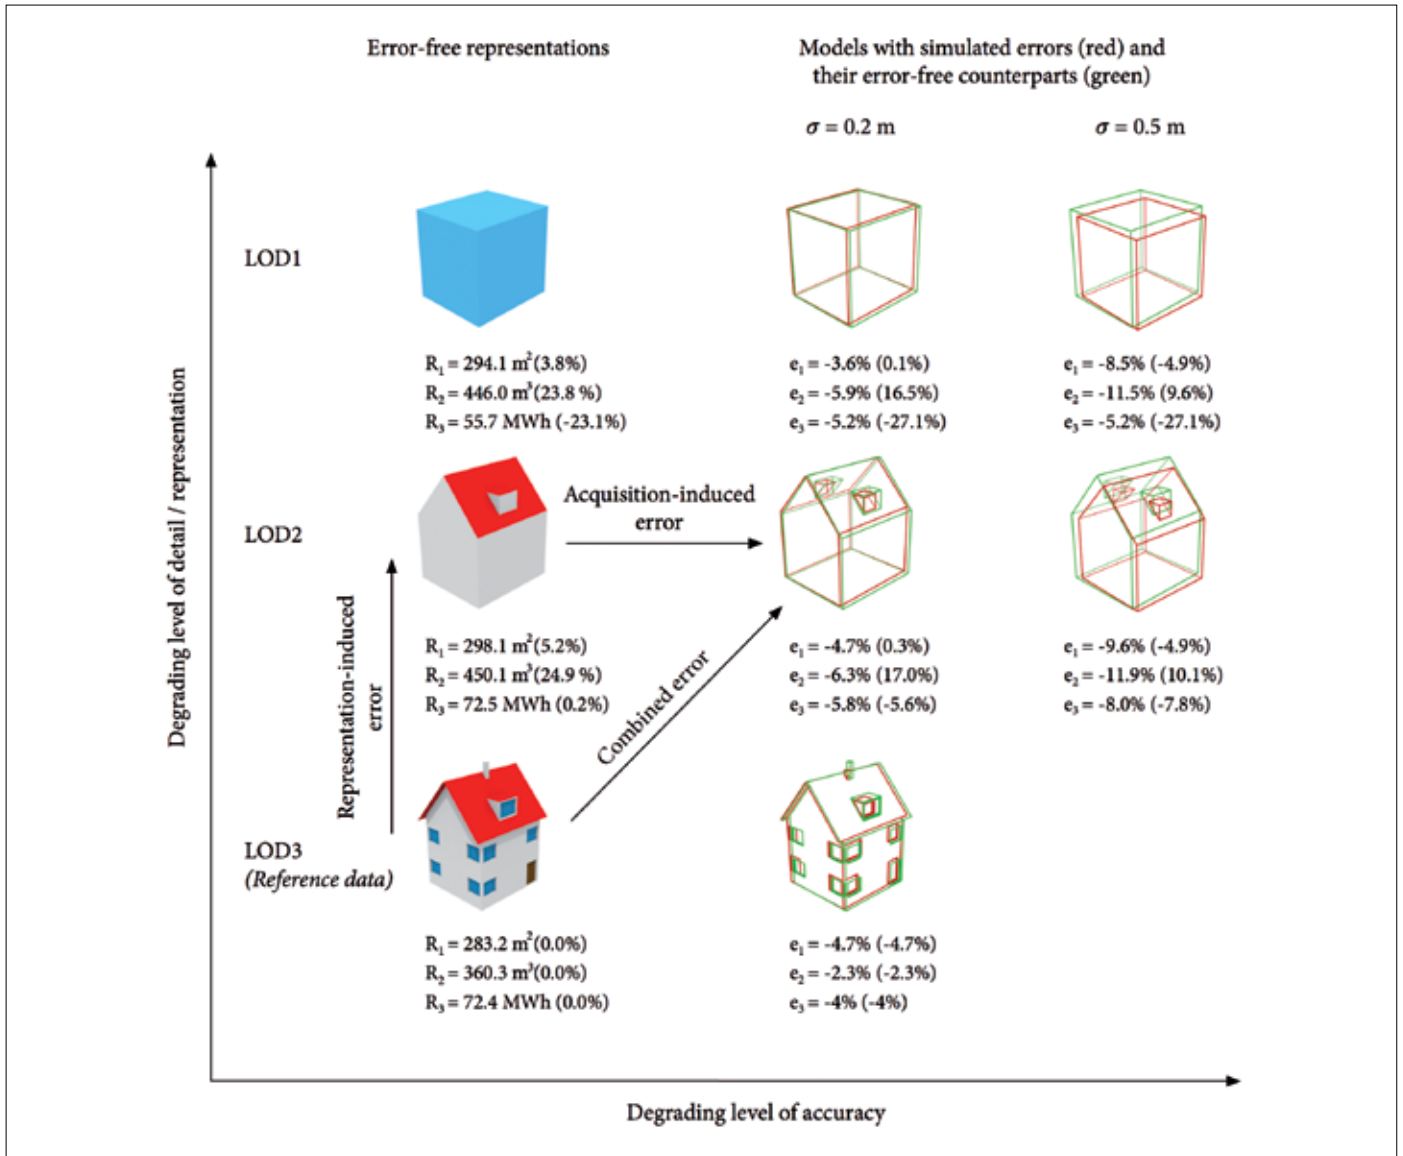 Error-free representations
Models with simulated errors (red) and
their error-free counterparts (green)
σ = 0.2 m
σ = 0.5 m
Degrading level of detail / representation
LOD1
R₁ = 294.1 m²(3.8%)
R₂ = 446.0 m³(23.8 %)
R₃ = 55.7 MWh (-23.1%)
e₁ = -3.6% (0.1%)
e₂ = -5.9% (16.5%)
e₃ = -5.2% (-27.1%)
e₁ = -8.5% (-4.9%)
e₂ = -11.5% (9.6%)
e₃ = -5.2% (-27.1%)
LOD2
Acquisition-induced
error
R₁ = 298.1 m²(5.2%)
R₂ = 450.1 m³(24.9 %)
R₃ = 72.5 MWh (0.2%)
e₁ = -4.7% (0.3%)
e₂ = -6.3% (17.0%)
e₃ = -5.8% (-5.6%)
e₁ = -9.6% (-4.9%)
e₂ = -11.9% (10.1%)
e₃ = -8.0% (-7.8%)
Representation-induced
error
Combined error
LOD3
(Reference data)
R₁ = 283.2 m²(0.0%)
R₂ = 360.3 m³(0.0%)
R₃ = 72.4 MWh (0.0%)
e₁ = -4.7% (-4.7%)
e₂ = -2.3% (-2.3%)
e₃ = -4% (-4%)
Degrading level of accuracy